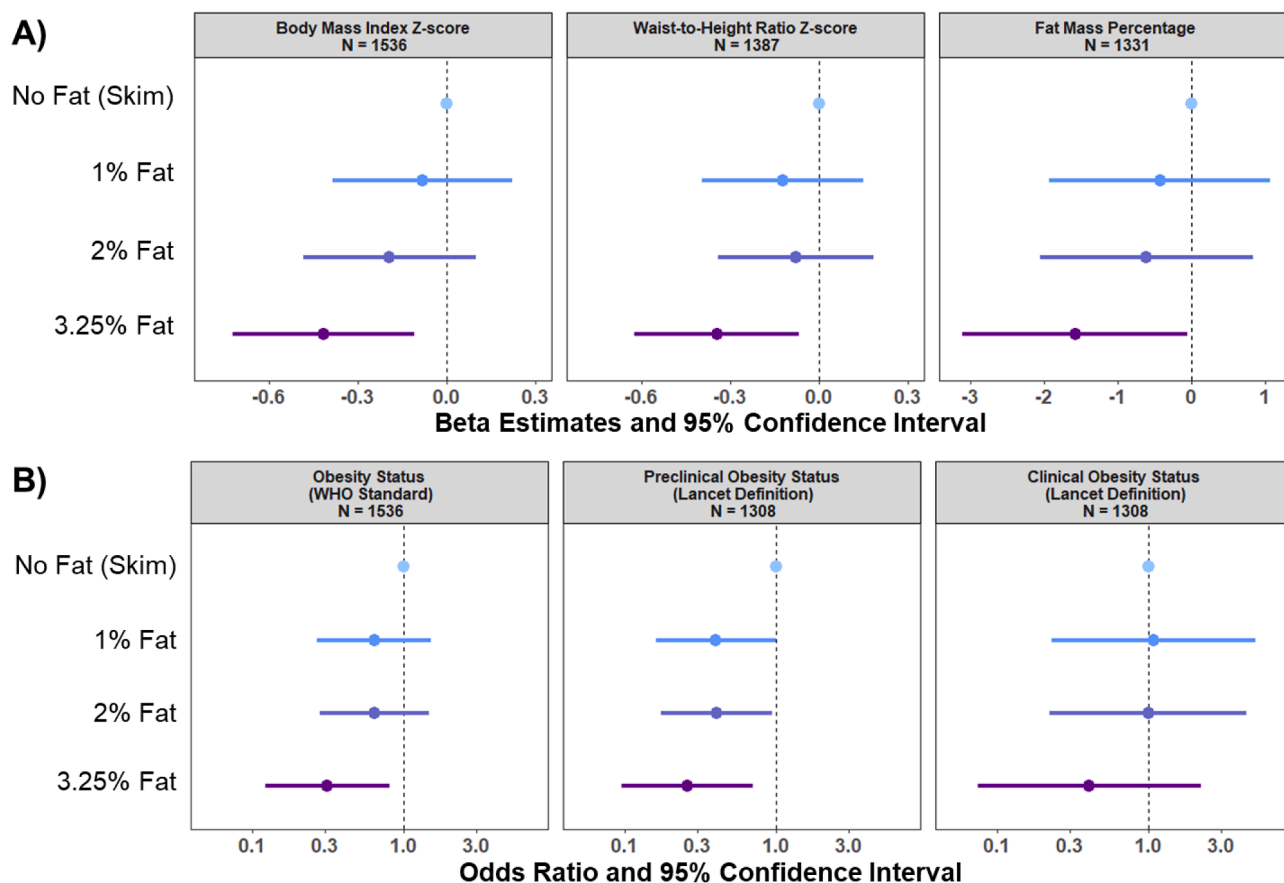 A)
Body Mass Index Z-score
N = 1536
Waist-to-Height Ratio Z-score
N = 1387
Fat Mass Percentage
N = 1331
No Fat (Skim)
1% Fat
2% Fat
3.25% Fat
-0.6 -0.3 0.0 0.3
-0.6 -0.3 0.0 0.3
-3 -2 -1 0 1
Beta Estimates and 95% Confidence Interval
B)
Obesity Status
(WHO Standard)
N = 1536
Preclinical Obesity Status
(Lancet Definition)
N = 1308
Clinical Obesity Status
(Lancet Definition)
N = 1308
No Fat (Skim)
1% Fat
2% Fat
3.25% Fat
0.1 0.3 1.0 3.0
0.1 0.3 1.0 3.0
0.1 0.3 1.0 3.0
Odds Ratio and 95% Confidence Interval